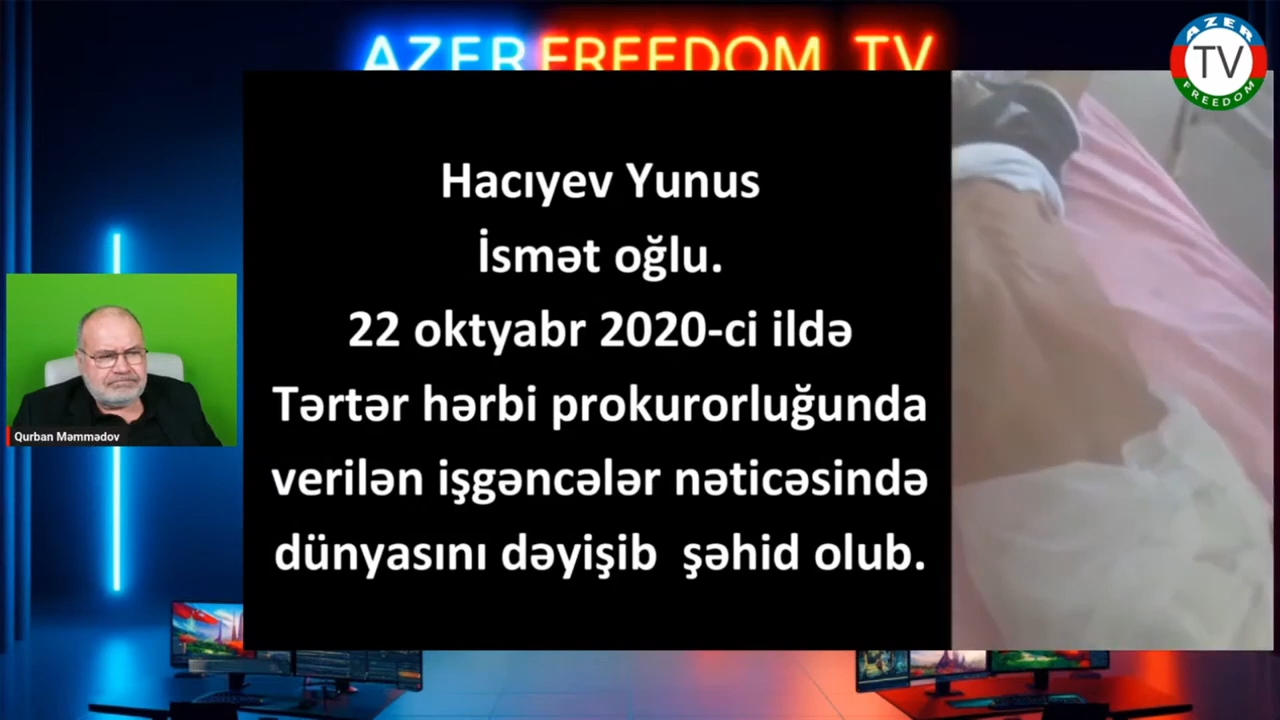 AZER FREEDOM TV
AZER
TV
FREEDOM
Hacıyev Yunus
İsmət oğlu.
22 oktyabr 2020-ci ildə
Tərtər hərbi prokurorluğunda
verilən işgəncələr nəticəsində
dünyasını dəyişib şəhid olub.
Qurban Məmmədov